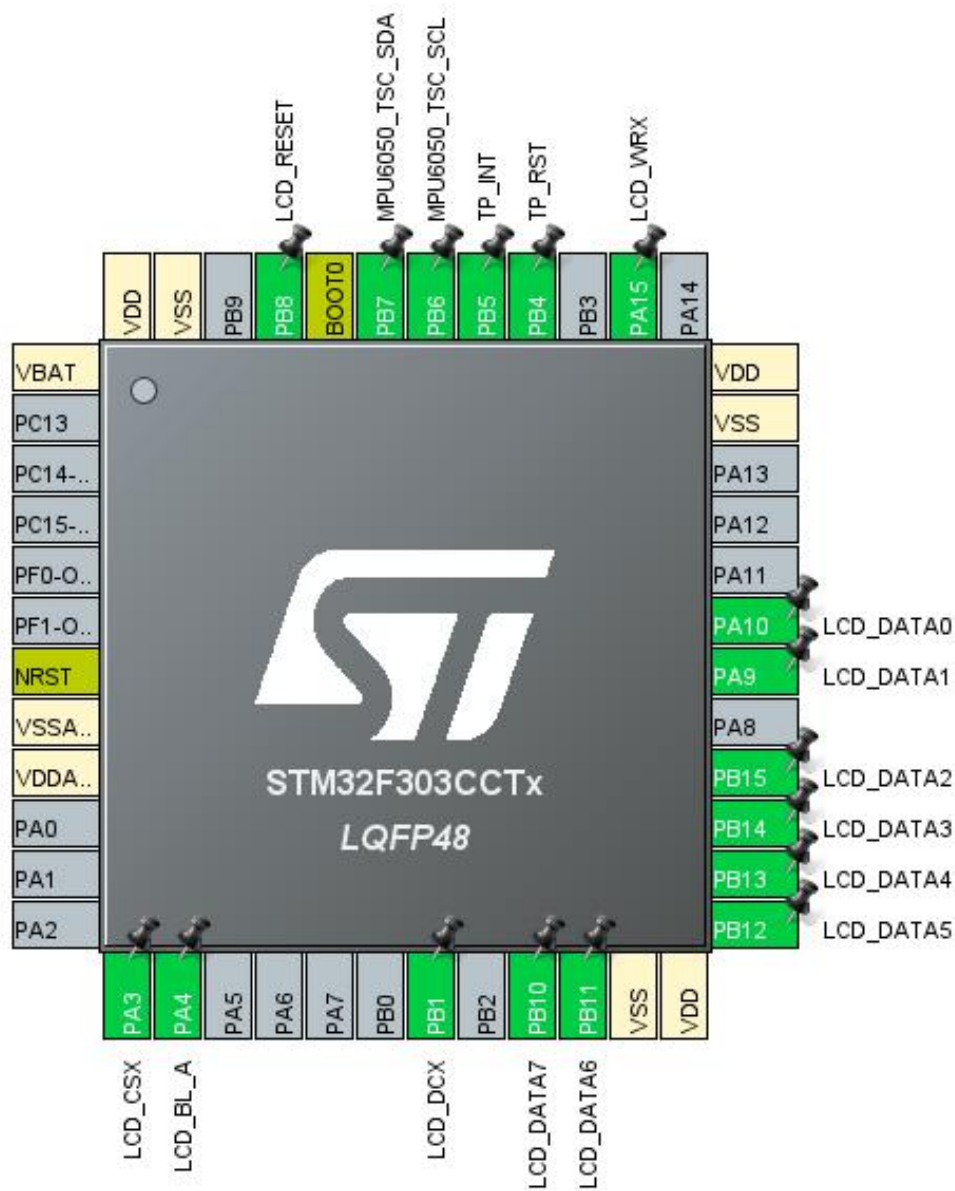 LCD_RESET
MPU6050_TSC_SDA
MPU6050_TSC_SCL
TP_INT
TP_RST
LCD_WRX
VDD
VSS
PB9
PB8
BOOT0
PB7
PB6
PB5
PB4
PB3
PA15
PA14
VBAT
PC13
PC14-..
PC15-..
PF0-O..
PF1-O..
NRST
VSSA..
VDDA..
PA0
PA1
PA2
ST
STM32F303CCTx
LQFP48
VDD
VSS
PA13
PA12
PA11
PA10 LCD_DATA0
PA9 LCD_DATA1
PA8
PB15 LCD_DATA2
PB14 LCD_DATA3
PB13 LCD_DATA4
PB12 LCD_DATA5
PA3
PA4
PA5
PA6
PA7
PB0
PB1
PB2
PB10
PB11
VSS
VDD
LCD_CSX
LCD_BL_A
LCD_DCX
LCD_DATA7
LCD_DATA6